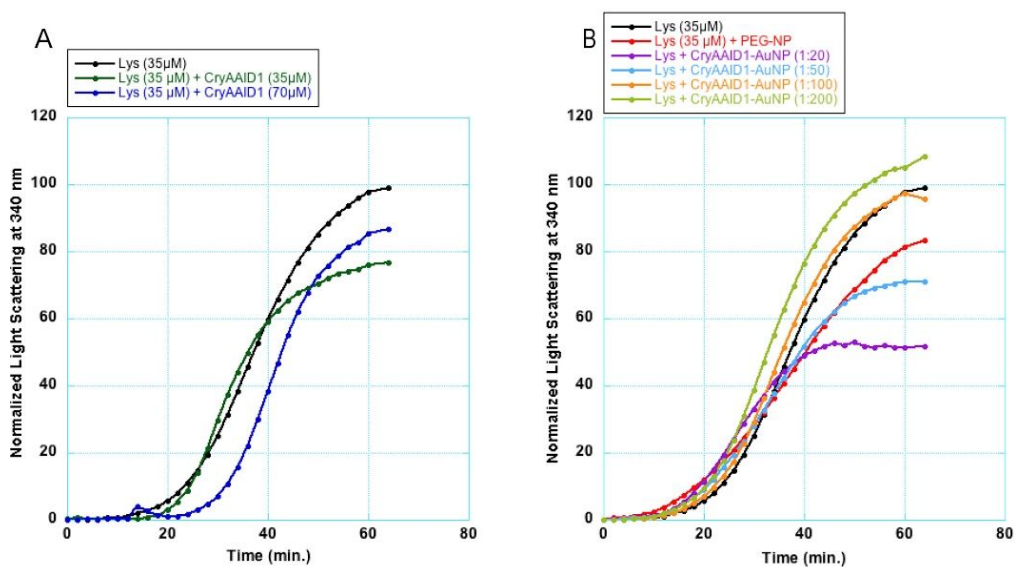 A
Lys (35µM)
Lys (35 µM) + CryAAID1 (35µM)
Lys (35 µM) + CryAAID1 (70µM)
Normalized Light Scattering at 340 nm
120
100
80
60
40
20
0
0 20 40 60 80
Time (min.)
B
Lys (35µM)
Lys (35 µM) + PEG-NP
Lys + CryAAID1-AuNP (1:20)
Lys + CryAAID1-AuNP (1:50)
Lys + CryAAID1-AuNP (1:100)
Lys + CryAAID1-AuNP (1:200)
Normalized Light Scattering at 340 nm
120
100
80
60
40
20
0
0 20 40 60 80
Time (min.)